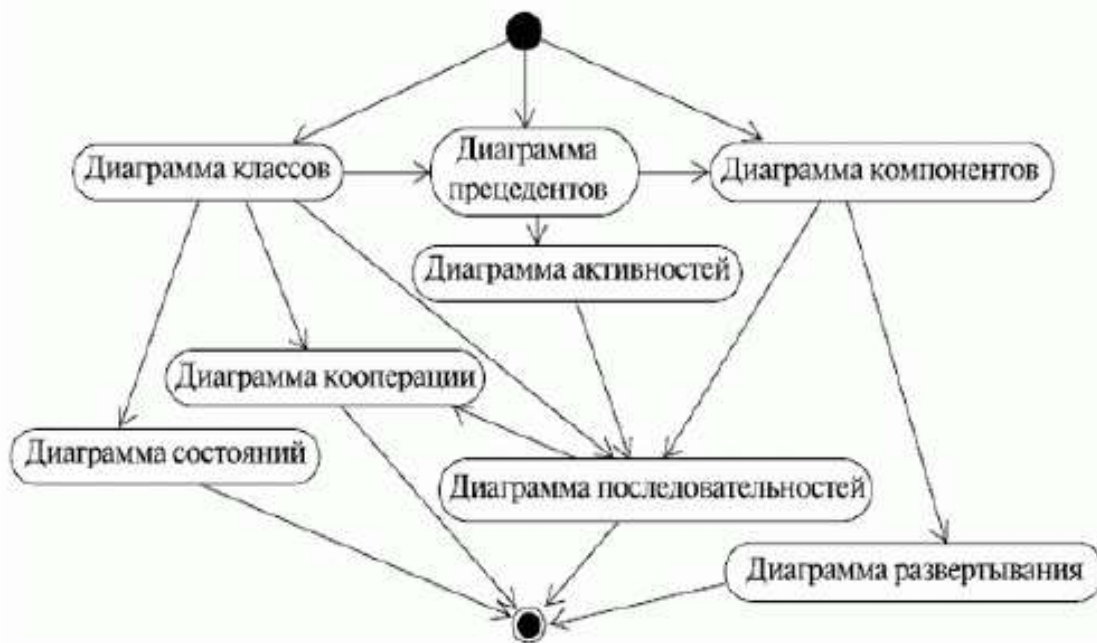 Диаграмма классов
Диаграмма
прецедентов
Диаграмма компонентов
Диаграмма активностей
Диаграмма кооперации
Диаграмма состояний
Диаграмма последовательностей
Диаграмма развертывания